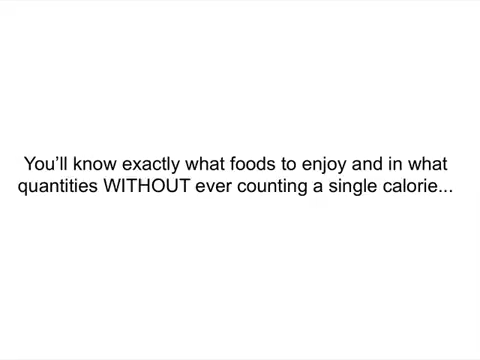 You’ll know exactly what foods to enjoy and in what
quantities WITHOUT ever counting a single calorie...